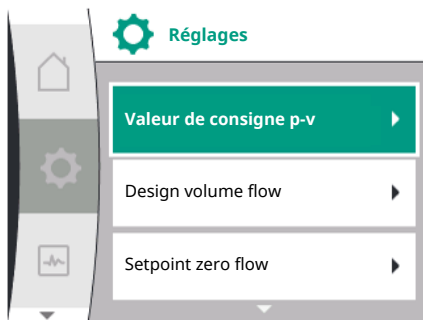 Réglages
Valeur de consigne p-v
Design volume flow
Setpoint zero flow